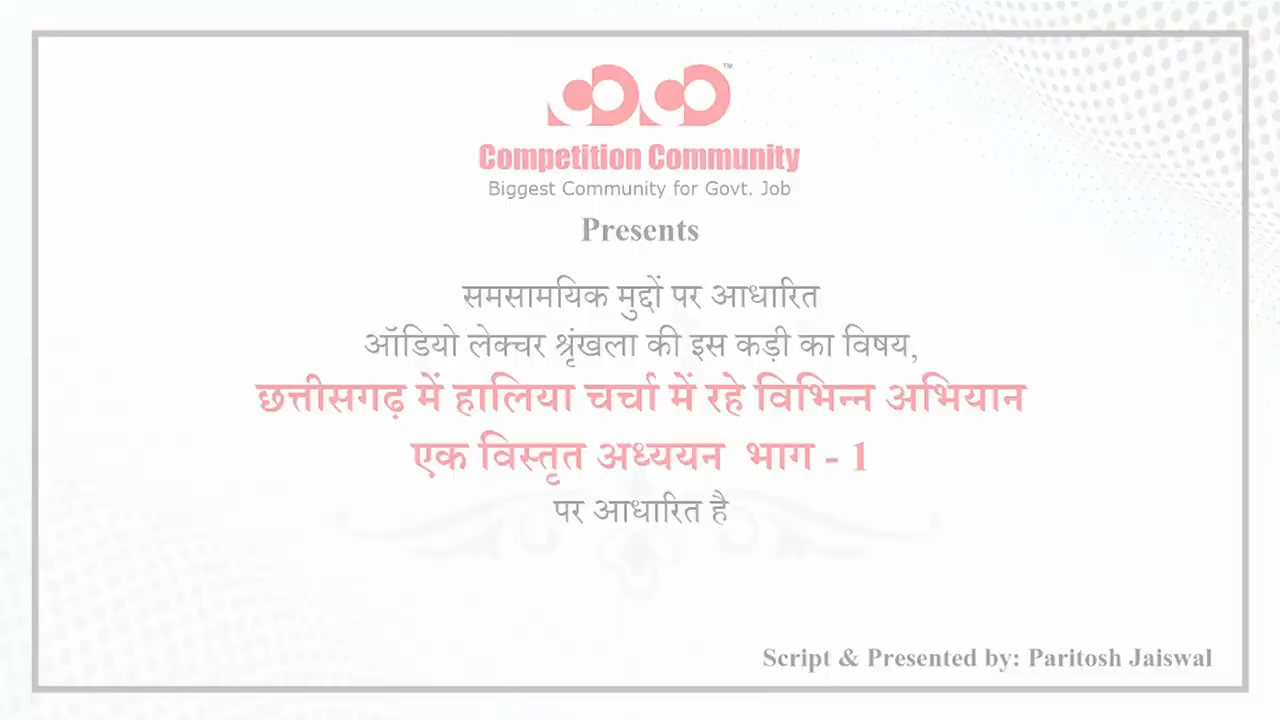 TM
Competition Community
Biggest Community for Govt. Job
Presents
समसामयिक मुद्दों पर आधारित
ऑडियो लेक्चर श्रृंखला की इस कड़ी का विषय,
छत्तीसगढ़ में हालिया चर्चा में रहे विभिन्न अभियान
एक विस्तृत अध्ययन भाग - 1
पर आधारित है
Script & Presented by: Paritosh Jaiswal